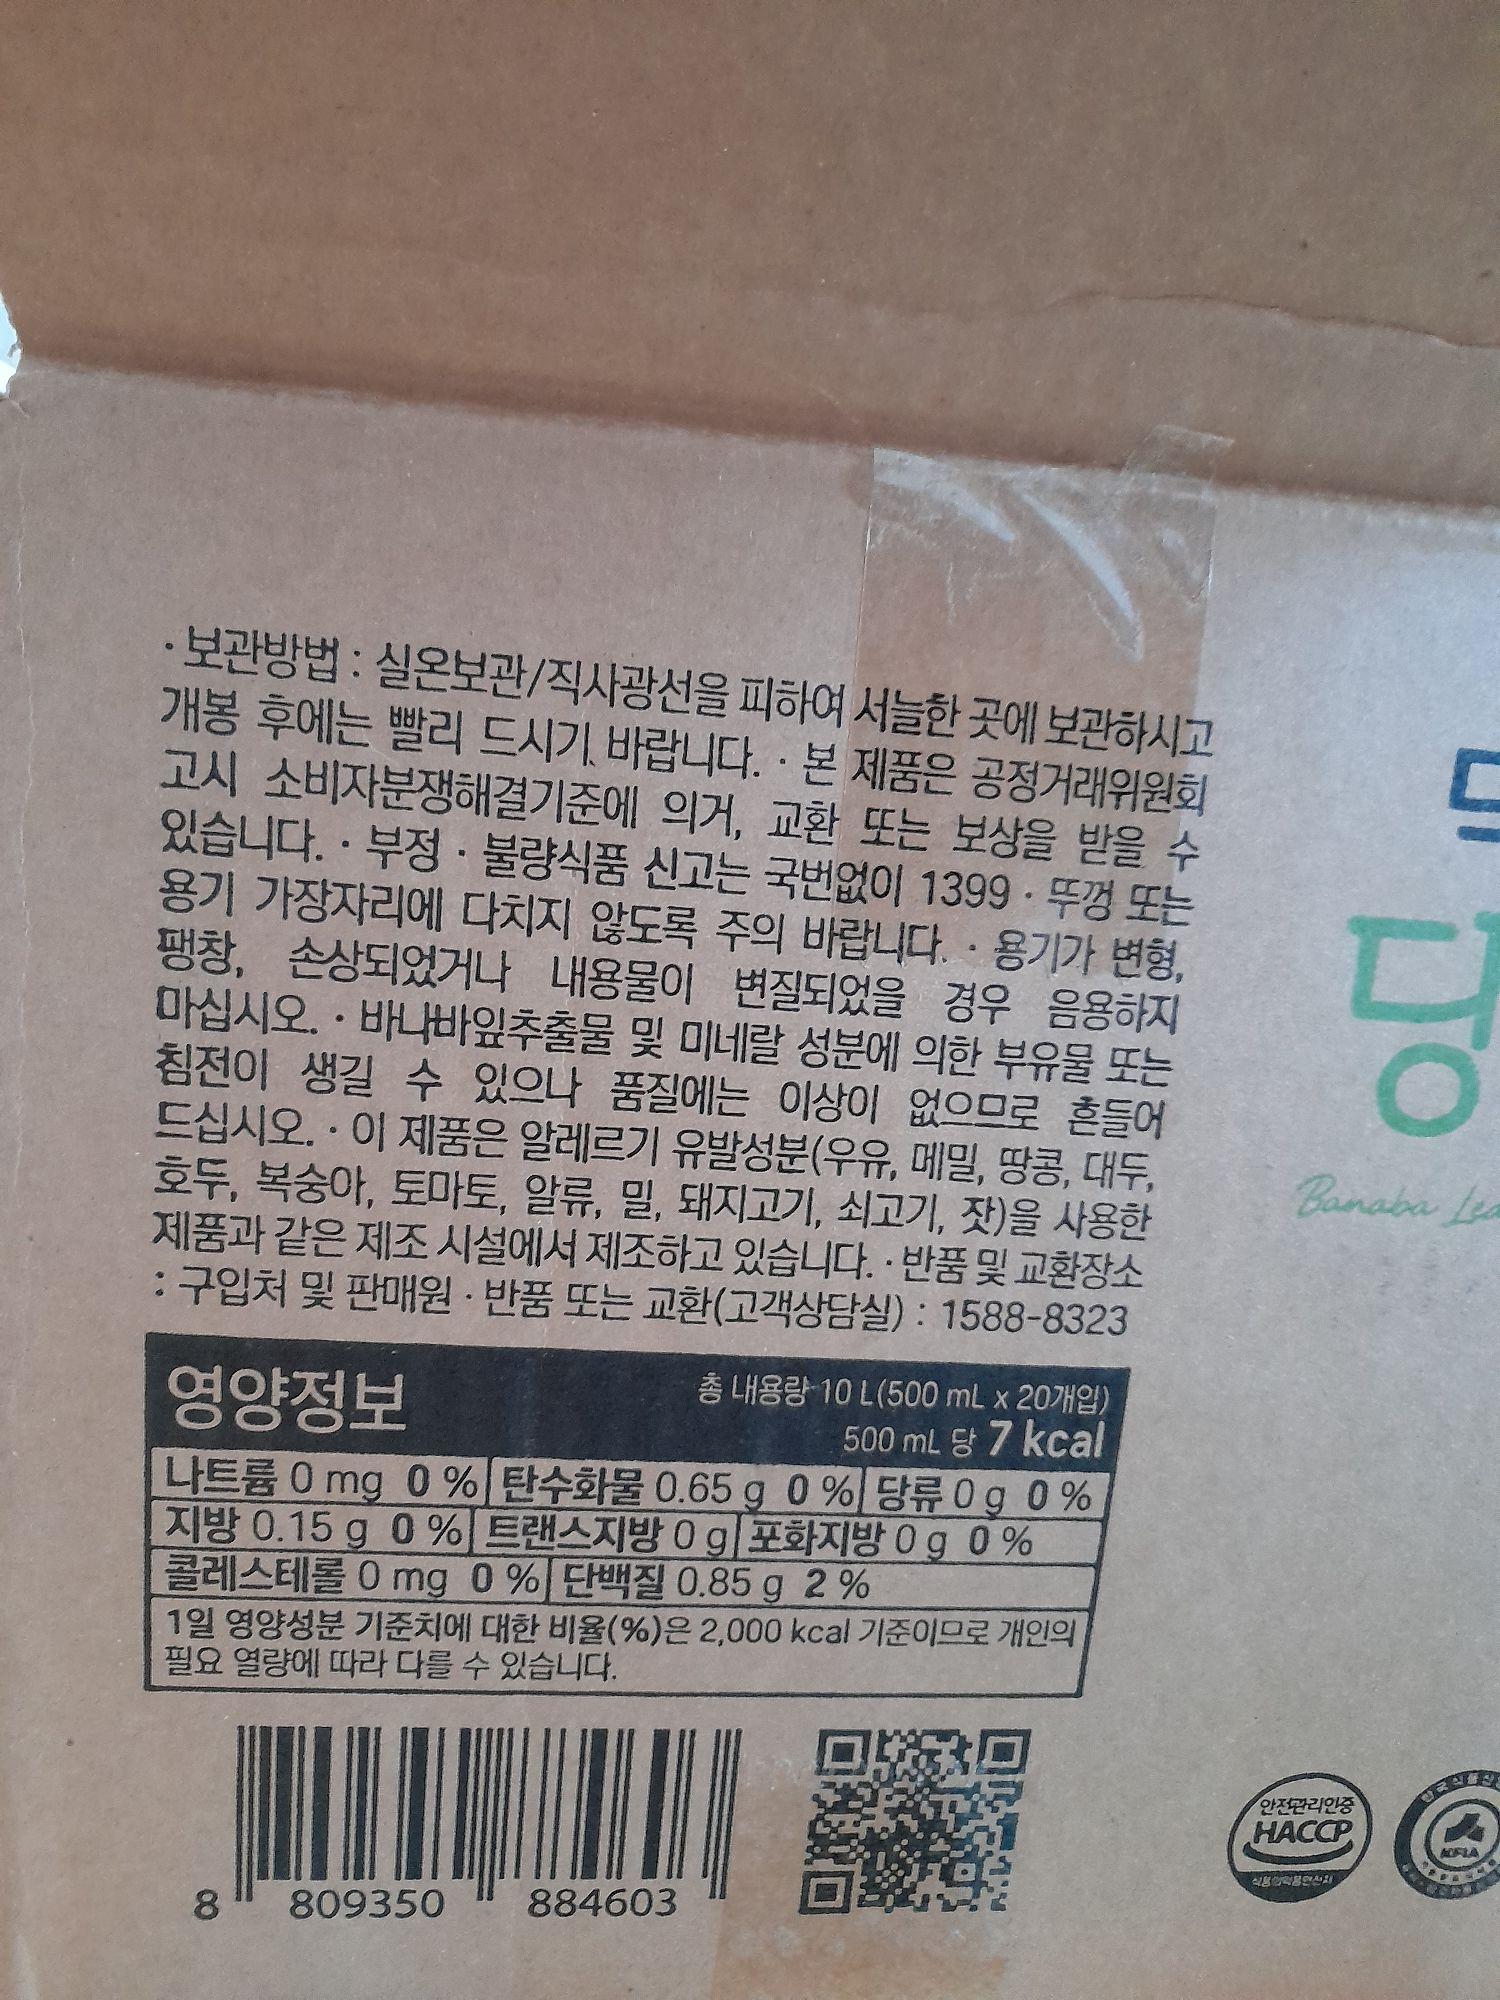 · 보관방법 : 실온보관/직사광선을 피하여 서늘한 곳에 보관하시고
개봉 후에는 빨리 드시기 바랍니다. · 본 제품은 공정거래위원회
고시 소비자분쟁해결기준에 의거, 교환 또는 보상을 받을 수
있습니다. · 부정 · 불량식품 신고는 국번없이 1399 · 뚜껑 또는
용기 가장자리에 다치지 않도록 주의 바랍니다. · 용기가 변형,
팽창, 손상되었거나 내용물이 변질되었을 경우 음용하지
마십시오. · 바나바잎추출물 및 미네랄 성분에 의한 부유물 또는
침전이 생길 수 있으나 품질에는 이상이 없으므로 흔들어
드십시오. · 이 제품은 알레르기 유발성분(우유, 메밀, 땅콩, 대두,
호두, 복숭아, 토마토, 알류, 밀, 돼지고기, 쇠고기, 잣)을 사용한
제품과 같은 제조 시설에서 제조하고 있습니다. · 반품 및 교환장소
: 구입처 및 판매원 · 반품 또는 교환(고객상담실) : 1588-8323
당
Banaba
영양정보
총 내용량 10 L(500 mL x 20개입)
500 mL 당 7 kcal
나트륨 0 mg 0 % 탄수화물 0.65 g 0 % 당류 0 g 0 %
지방 0.15 g 0 % 트랜스지방 0 g 포화지방 0 g 0 %
콜레스테롤 0 mg 0 % 단백질 0.85 g 2 %
1일 영양성분 기준치에 대한 비율(%)은 2,000 kcal 기준이므로 개인의
필요 열량에 따라 다를 수 있습니다.
8 809350 884603
안전관리인증
HACCP
식품의약품안전처
KFIA